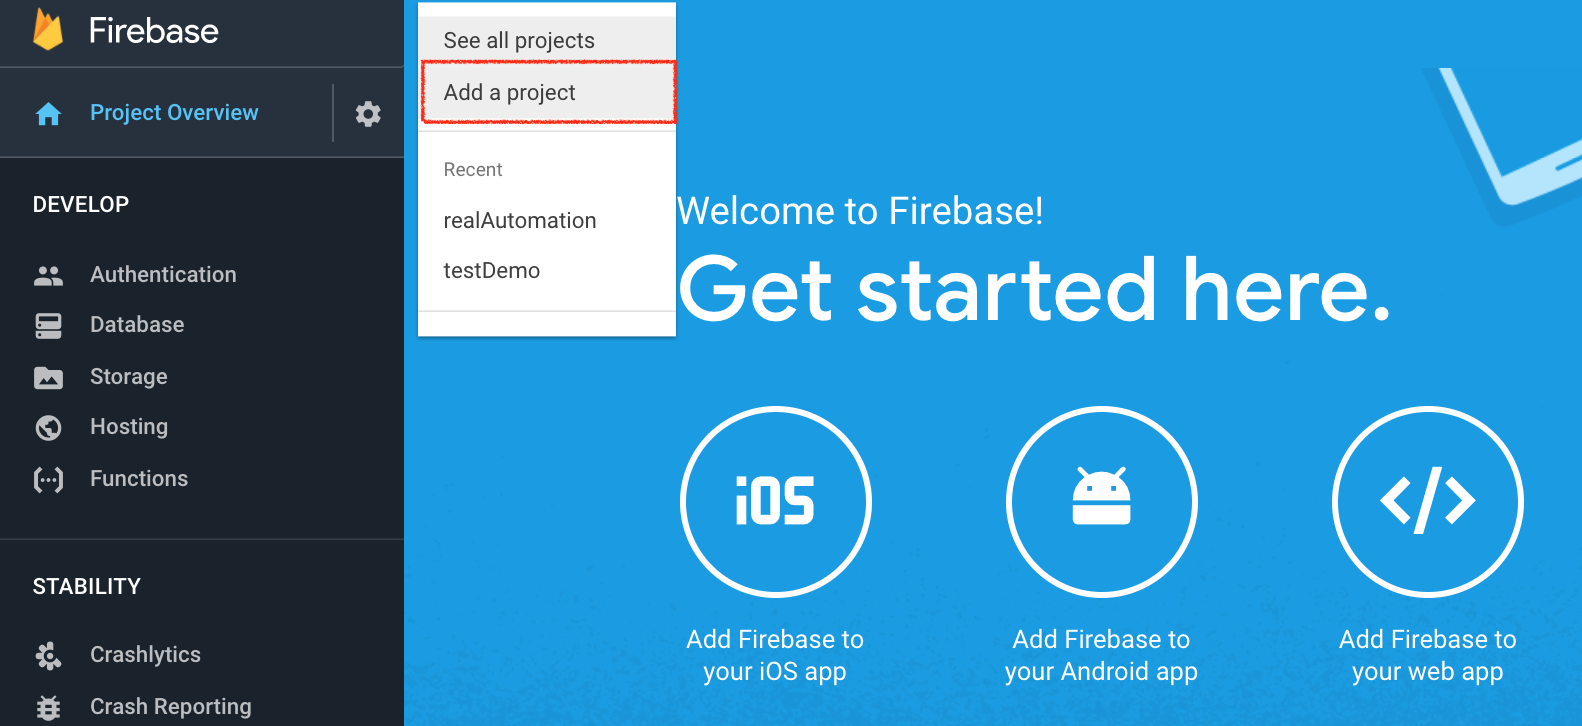 Firebase
Project Overview
DEVELOP
Authentication
Database
Storage
Hosting
Functions
STABILITY
Crashlytics
Crash Reporting
See all projects
Add a project
Recent
realAutomation
testDemo
Welcome to Firebase!
Get started here.
iOS
Add Firebase to
your iOS app
Add Firebase to
your Android app
</>
Add Firebase to
your web app